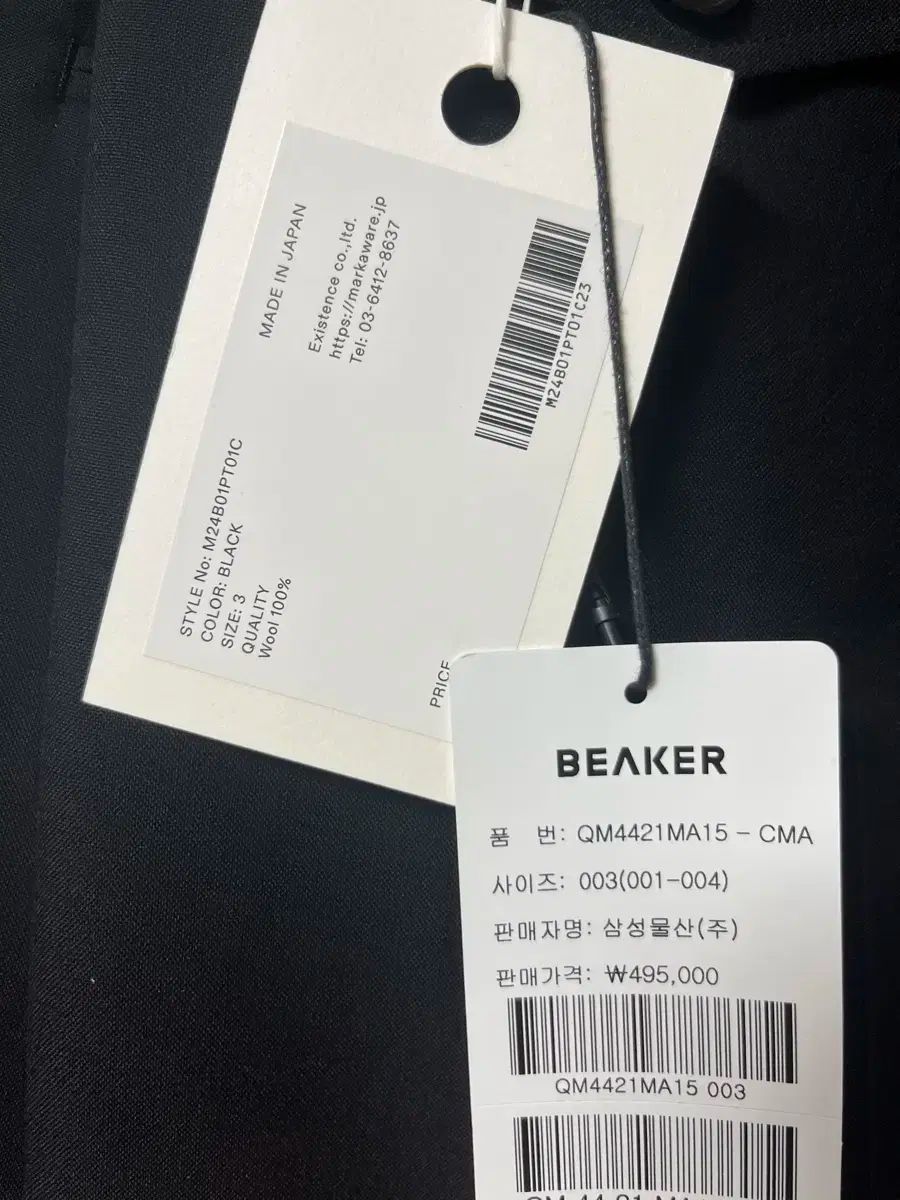 MADE IN JAPAN
Existence co.,ltd.
https://markaware.jp
Tel: 03-6412-8637
M24B01PT01C23
STYLE No: M24B01PT01C
COLOR: BLACK
SIZE: 3
QUALITY
Wool 100%
PRICE
BEAKER
품 번: QM4421MA15 - CMA
사이즈: 003(001-004)
판매자명: 삼성물산(주)
판매가격: ₩495,000
QM4421MA15 003